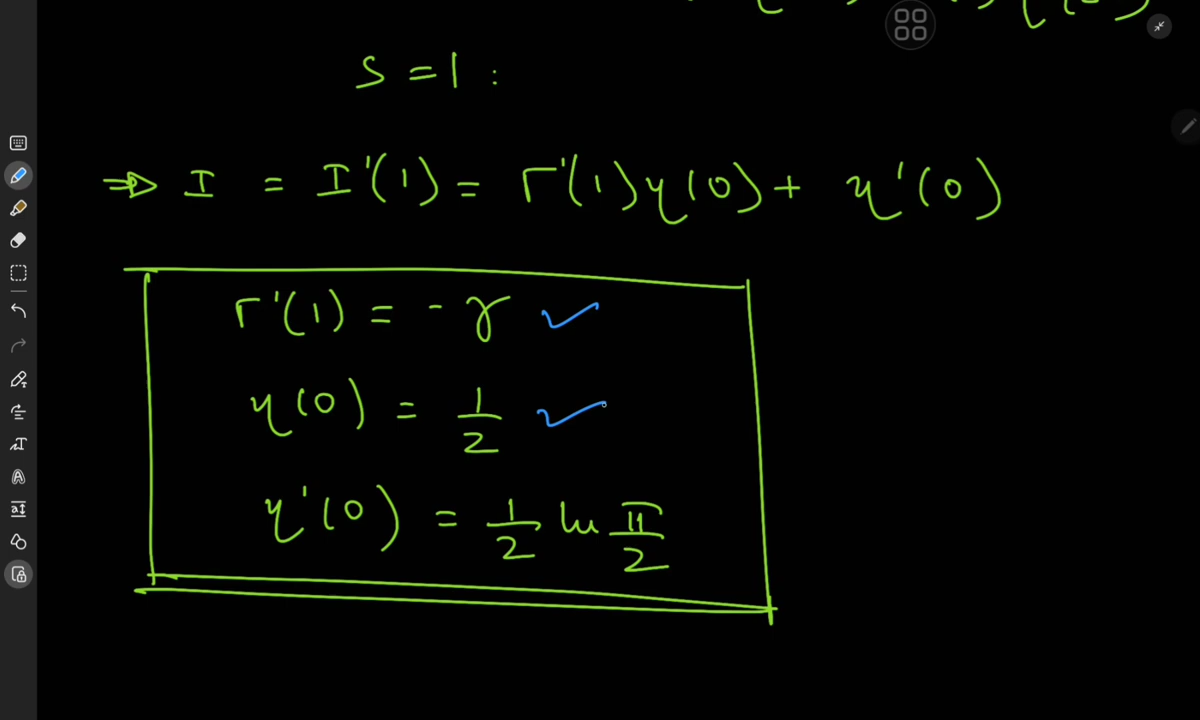 s = 1 :
⇒ I = I'(1) = Γ'(1)η(0) + η'(0)
Γ'(1) = -γ ✓
η(0) = 1/2 ✓
η'(0) = 1/2 ln π/2